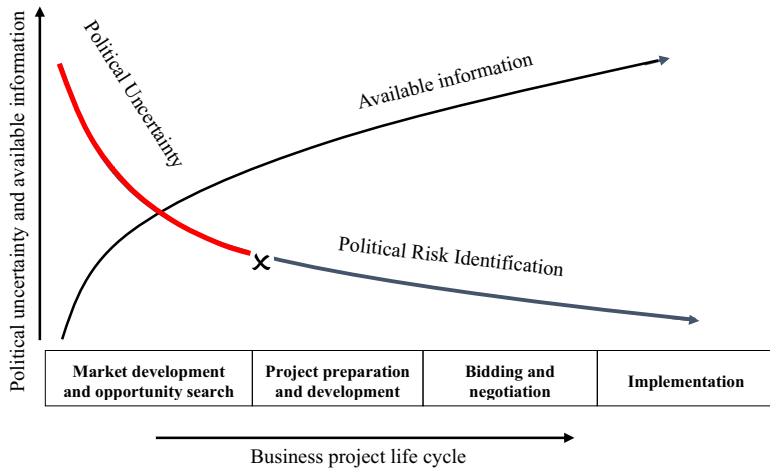 Political uncertainty and available information
Political Uncertainty
Available information
Political Risk Identification
X
Market development
and opportunity search
Project preparation
and development
Bidding and
negotiation
Implementation
Business project life cycle